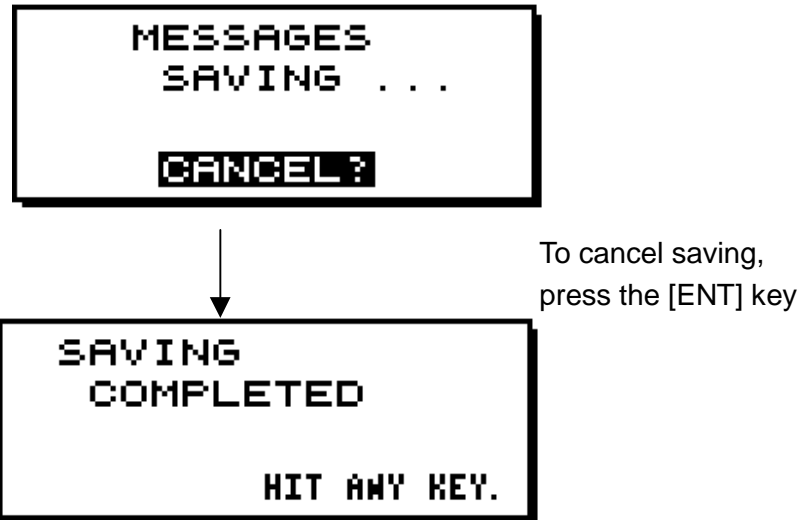 MESSAGES
SAVING ...
CANCEL?
To cancel saving,
press the [ENT] key
SAVING
COMPLETED
HIT ANY KEY.